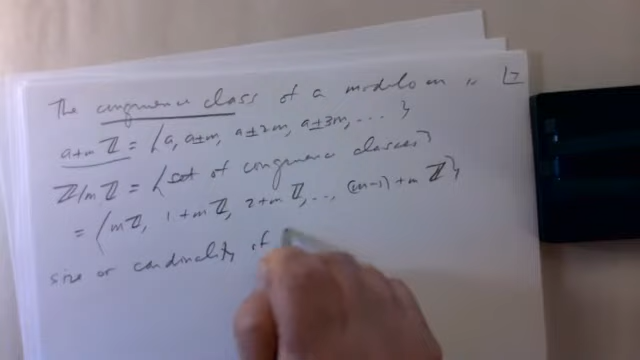 The congruence class of a modulo m is
a+mℤ = {a, a±m, a±2m, a±3m, ... }
ℤ/mℤ = {set of congruence classes}
= {mℤ, 1+mℤ, 2+mℤ, ..., (m-1)+mℤ}
size or cardinality of